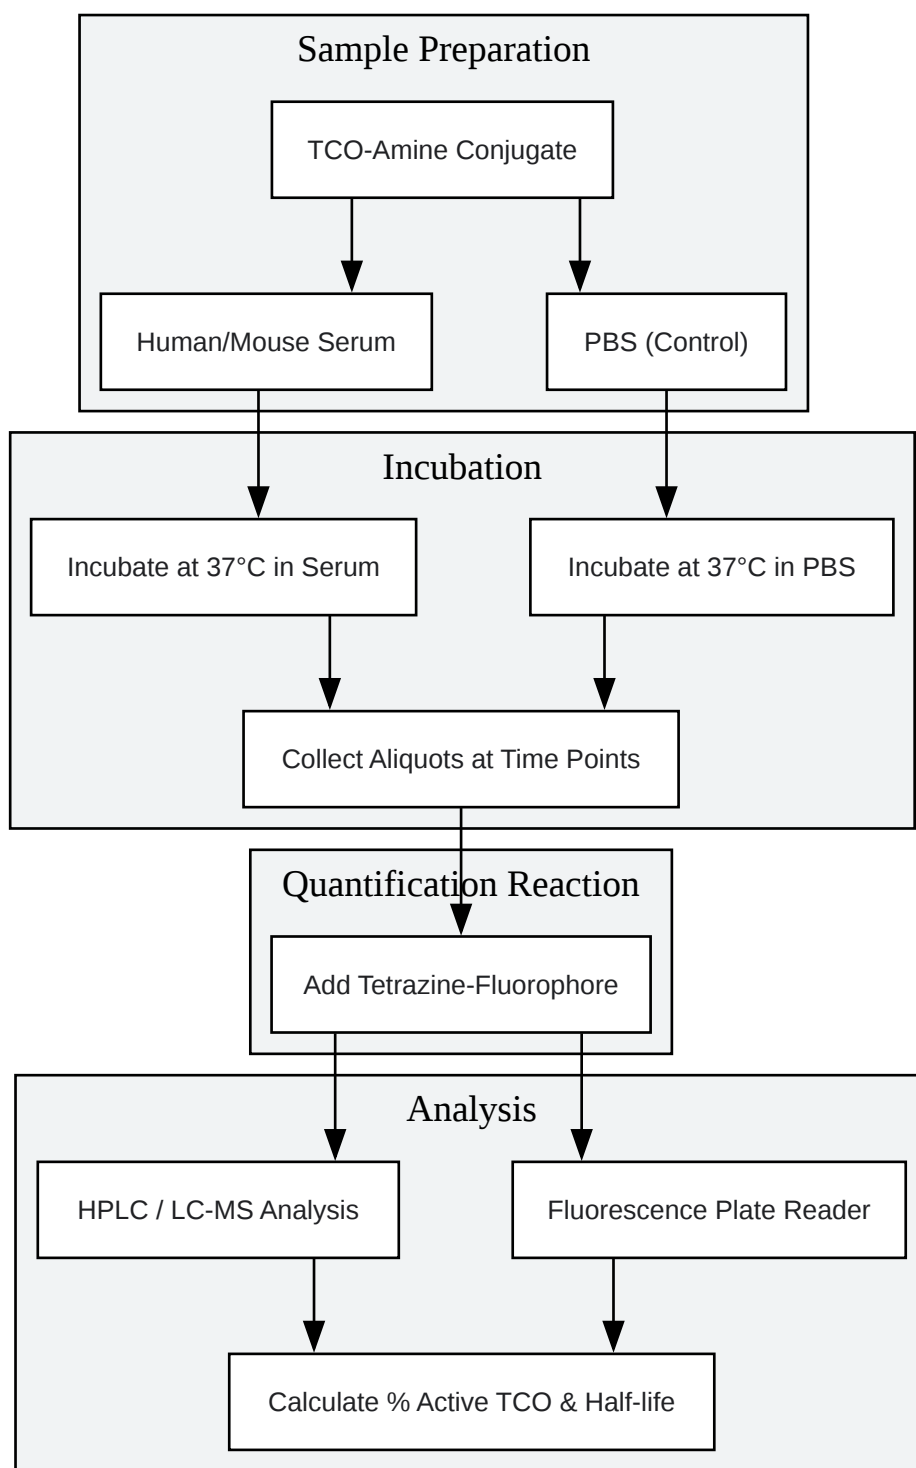 Sample Preparation
TCO-Amine Conjugate
Human/Mouse Serum
PBS (Control)
Incubation
Incubate at 37°C in Serum
Incubate at 37°C in PBS
Collect Aliquots at Time Points
Quantification Reaction
Add Tetrazine-Fluorophore
Analysis
HPLC / LC-MS Analysis
Fluorescence Plate Reader
Calculate % Active TCO & Half-life